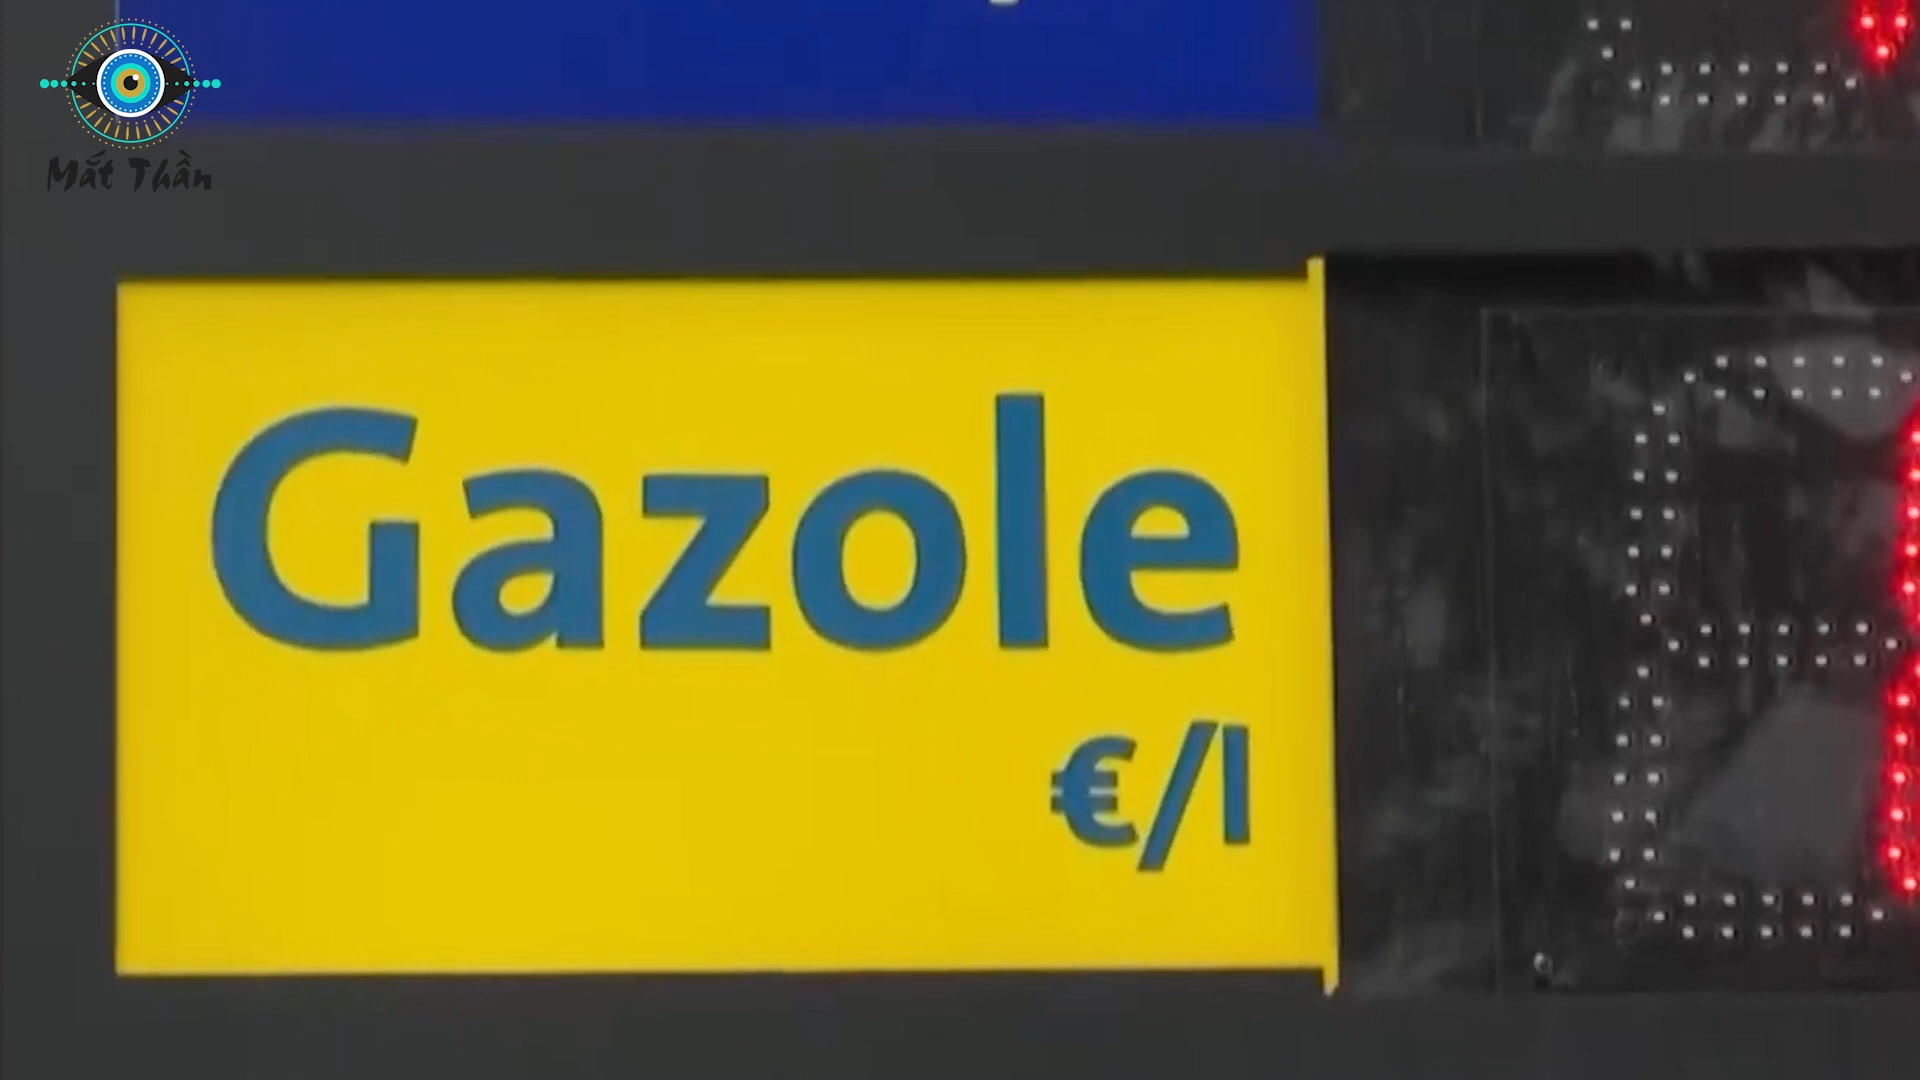 Mắt Thần
Gazole
€/l